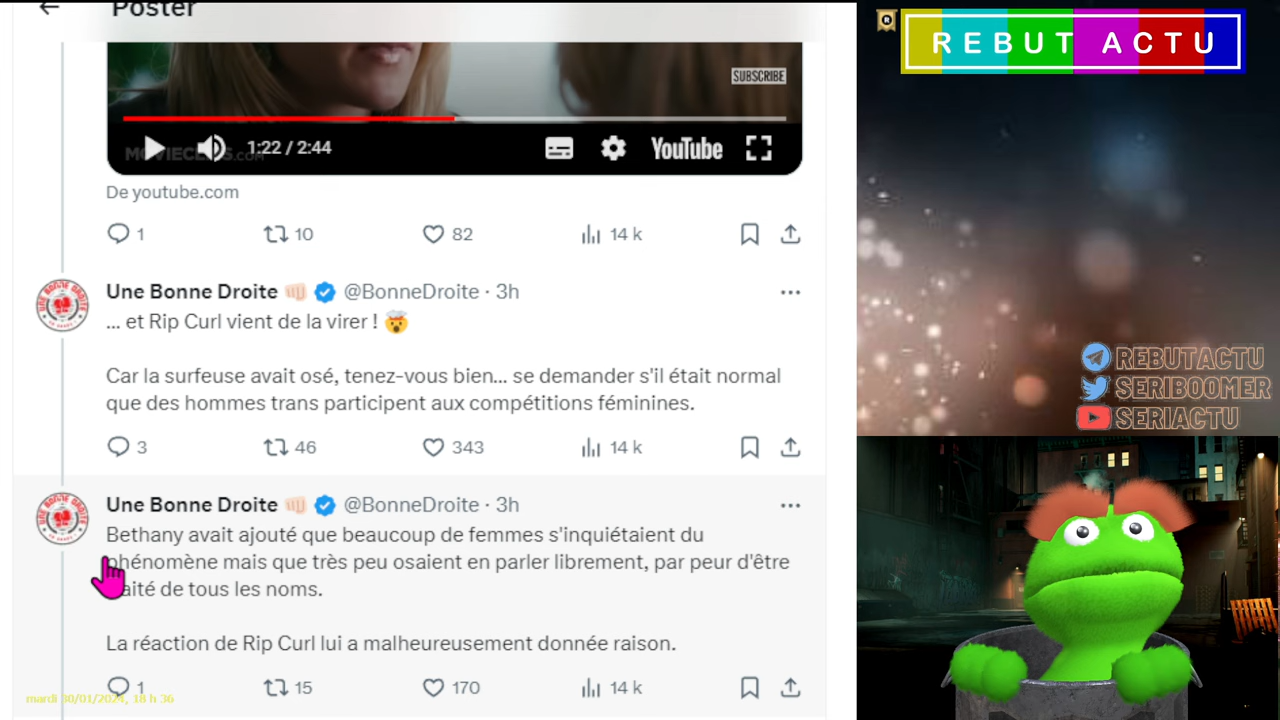 Poster
SUBSCRIBE
1:22 / 2:44
YouTube
De youtube.com
1 10 82 14 k
Une Bonne Droite @BonneDroite · 3h
... et Rip Curl vient de la virer ! 🤯
Car la surfeuse avait osé, tenez-vous bien... se demander s'il était normal
que des hommes trans participent aux compétitions féminines.
3 46 343 14 k
Une Bonne Droite @BonneDroite · 3h
Bethany avait ajouté que beaucoup de femmes s'inquiétaient du
phénomène mais que très peu osaient en parler librement, par peur d'être
aité de tous les noms.
La réaction de Rip Curl lui a malheureusement donnée raison.
1 15 170 14 k
mardi 30/01/2024, 18 h 36
R
REBUT ACTU
REBUTACTU
SERIBOOMER
SERIACTU